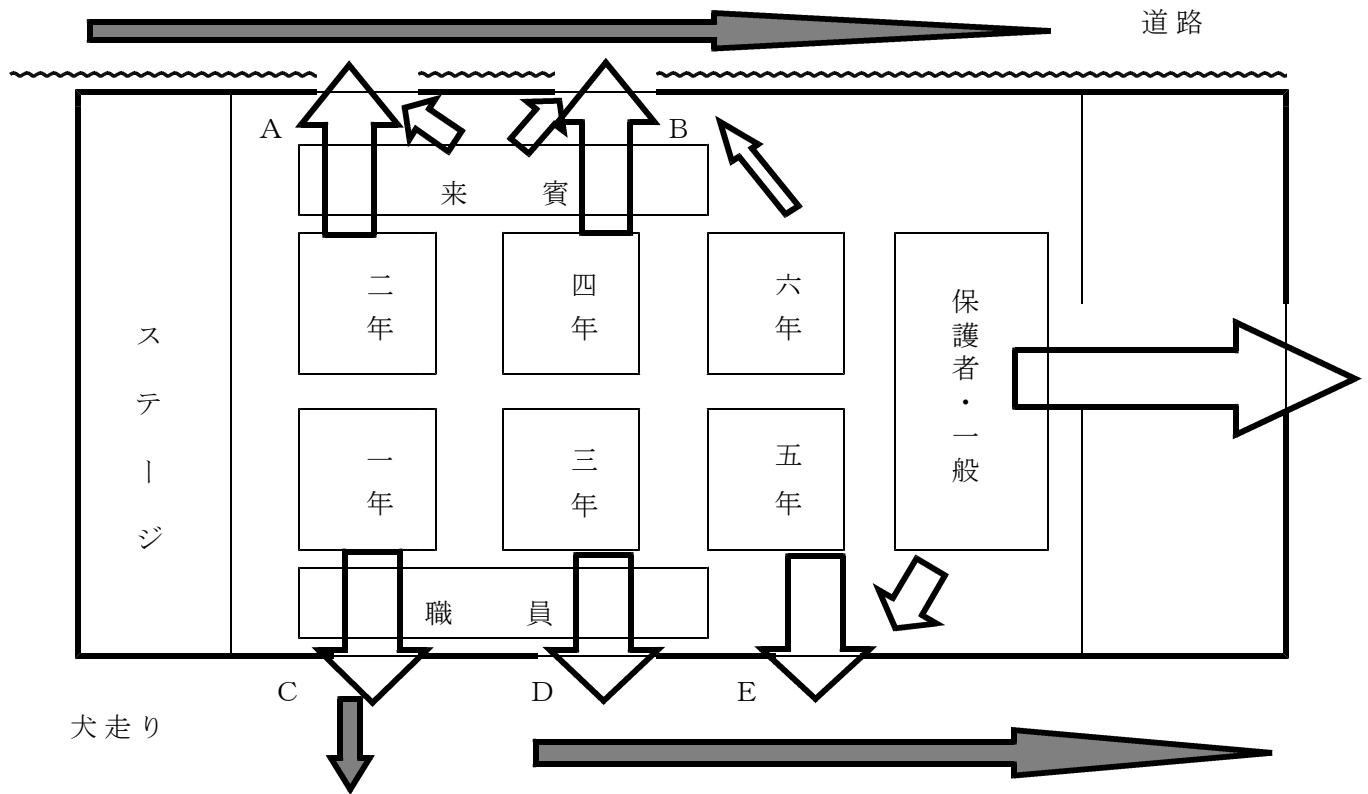 道路
A
B
来賓
二年
四年
六年
保護者・一般
ステージ
一年
三年
五年
職員
C
D
E
犬走り